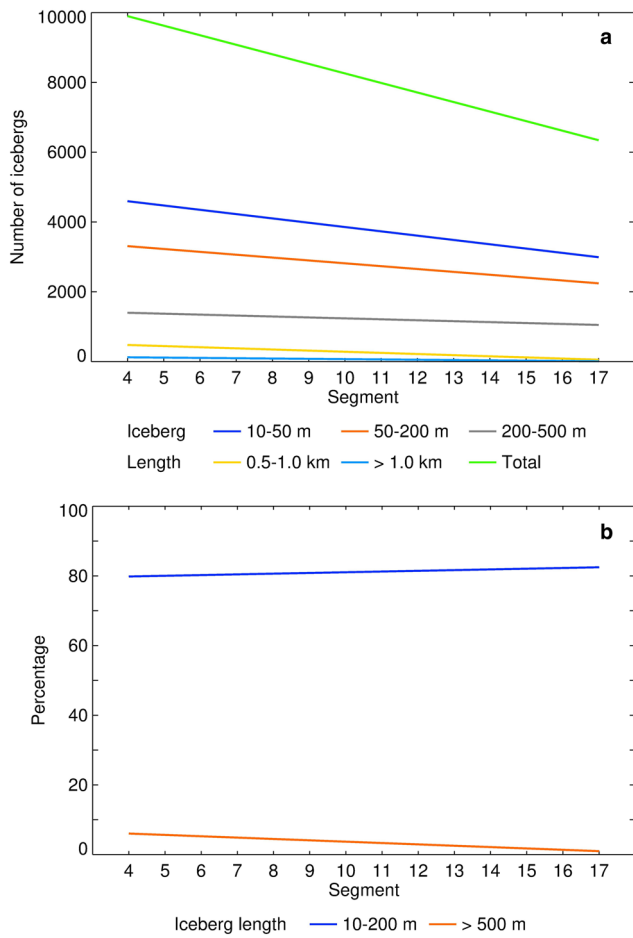 10000
a
8000
6000
4000
2000
0
Number of icebergs
4 5 6 7 8 9 10 11 12 13 14 15 16 17
Segment
Iceberg 10-50 m 50-200 m 200-500 m
Length 0.5-1.0 km > 1.0 km Total
100
b
80
60
40
20
0
Percentage
4 5 6 7 8 9 10 11 12 13 14 15 16 17
Segment
Iceberg length 10-200 m > 500 m